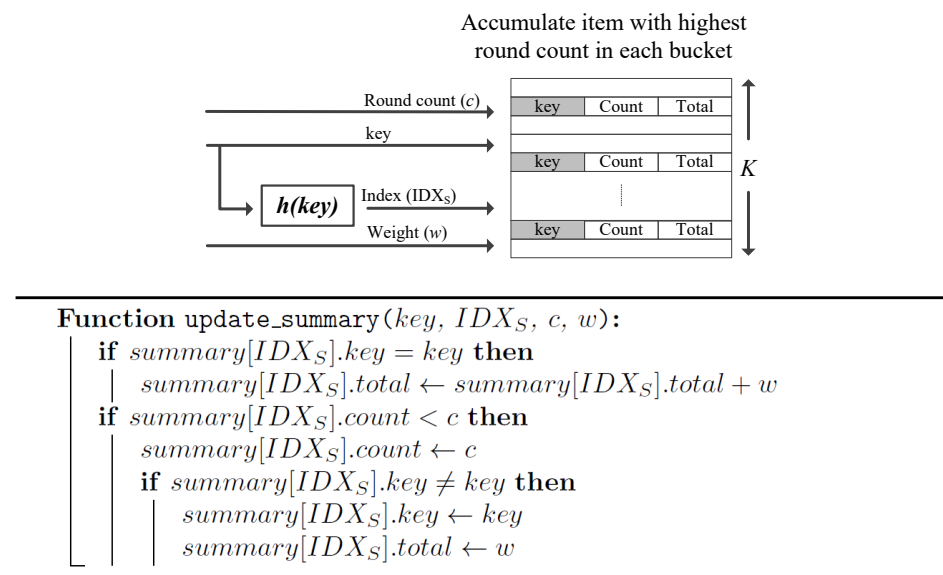 Accumulate item with highest
round count in each bucket
Round count (c)
key Count Total
key
key Count Total
K
h(key)
Index (IDX_S)
Weight (w)
key Count Total
Function update_summary(key, IDX_S, c, w):
if summary[IDX_S].key = key then
summary[IDX_S].total ← summary[IDX_S].total + w
if summary[IDX_S].count < c then
summary[IDX_S].count ← c
if summary[IDX_S].key ≠ key then
summary[IDX_S].key ← key
summary[IDX_S].total ← w